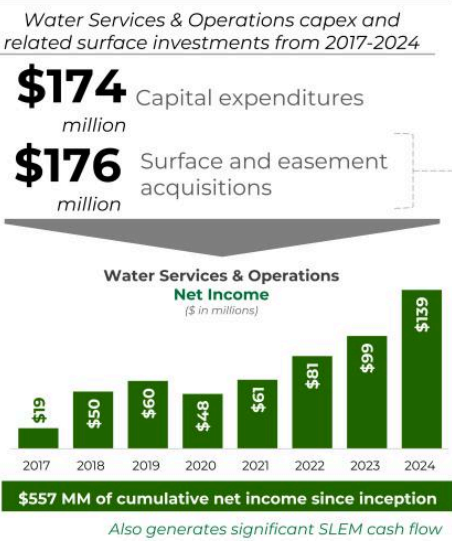 Water Services & Operations capex and
related surface investments from 2017-2024
$174
Capital expenditures
million
$176
Surface and easement
acquisitions
million
Water Services & Operations
Net Income
($ in millions)
$19
$50
$60
$48
$61
$81
$99
$139
2017 2018 2019 2020 2021 2022 2023 2024
$557 MM of cumulative net income since inception
Also generates significant SLEM cash flow